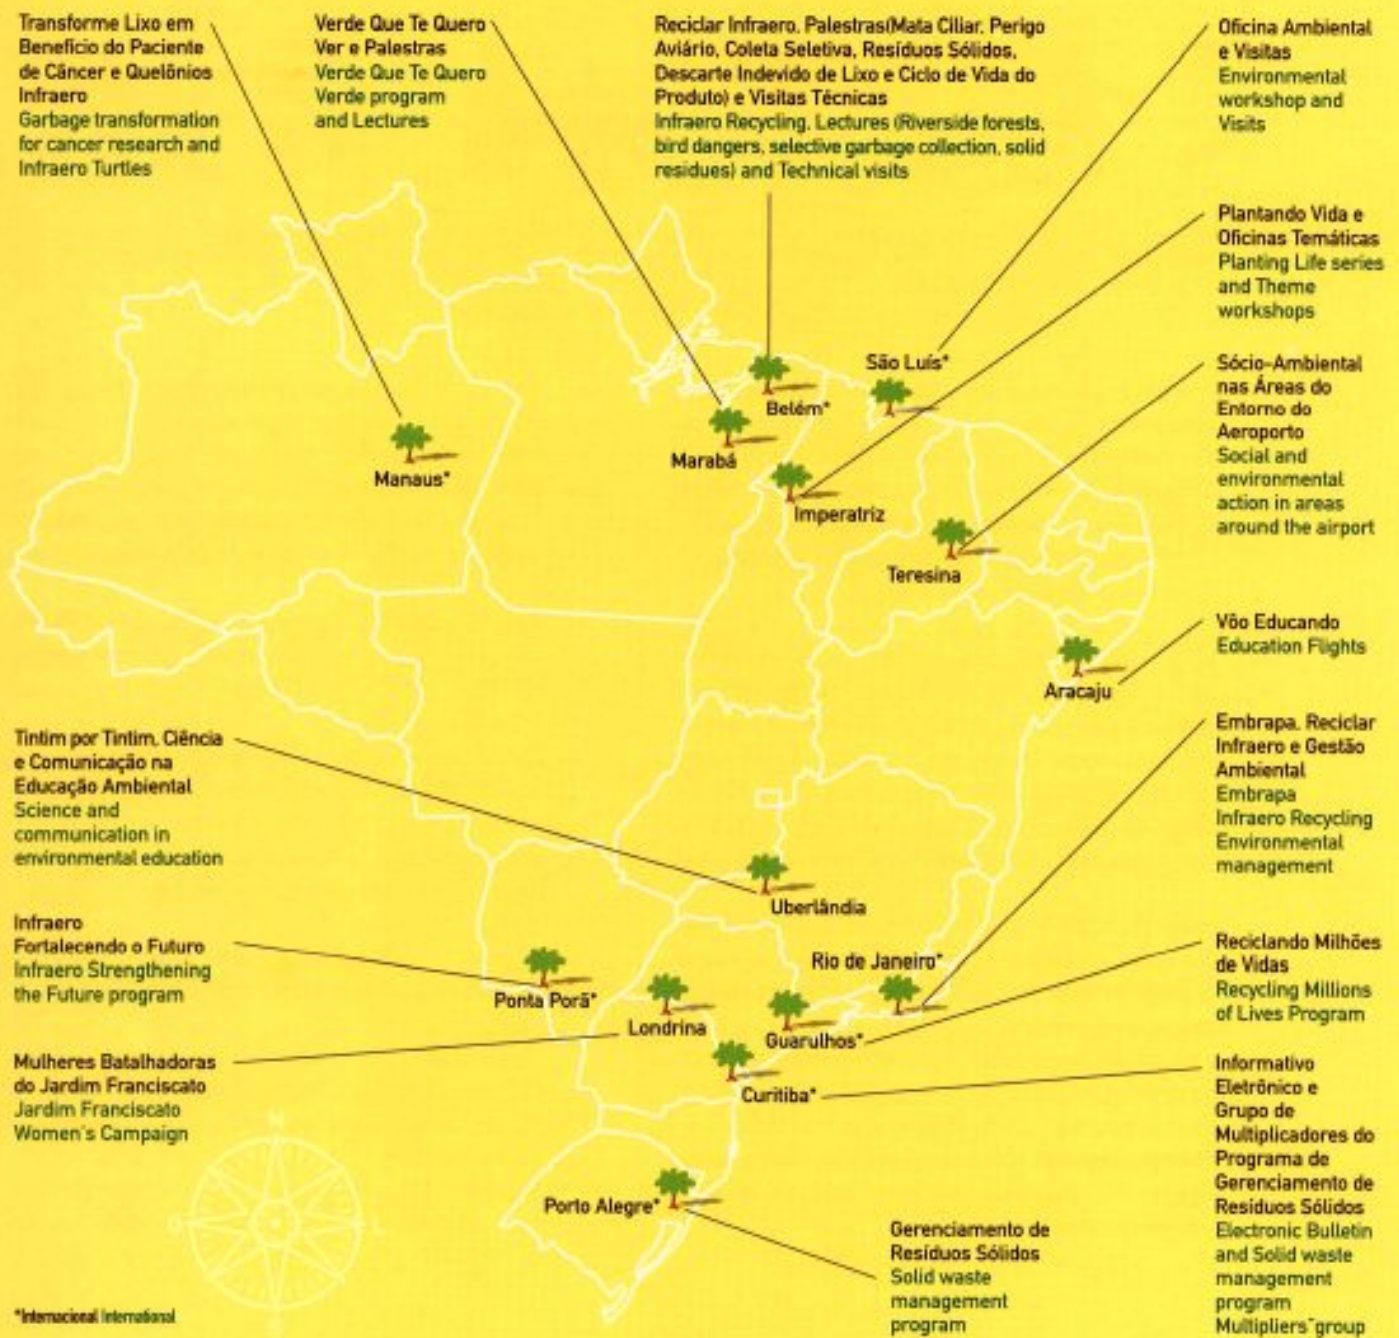 Transforme Lixo em
Benefício do Paciente
de Câncer e Quelônios
Infraero
Garbage transformation
for cancer research and
Infraero Turtles
Verde Que Te Quero
Ver e Palestras
Verde Que Te Quero
Verde program
and Lectures
Reciclar Infraero, Palestras(Mata Ciliar, Perigo
Aviário, Coleta Seletiva, Resíduos Sólidos,
Descarte Indevido de Lixo e Ciclo de Vida do
Produto) e Visitas Técnicas
Infraero Recycling, Lectures (Riverside forests,
bird dangers, selective garbage collection, solid
residues) and Technical visits
Oficina Ambiental
e Visitas
Environmental
workshop and
Visits
Plantando Vida e
Oficinas Temáticas
Planting Life series
and Theme
workshops
Sócio-Ambiental
nas Áreas do
Entorno do
Aeroporto
Social and
environmental
action in areas
around the airport
Vôo Educando
Education Flights
Embrapa, Reciclar
Infraero e Gestão
Ambiental
Embrapa
Infraero Recycling
Environmental
management
Reciclando Milhões
de Vidas
Recycling Millions
of Lives Program
Informativo
Eletrônico e
Grupo de
Multiplicadores do
Programa de
Gerenciamento de
Resíduos Sólidos
Electronic Bulletin
and Solid waste
management
program
Multipliers"group
Gerenciamento de
Resíduos Sólidos
Solid waste
management
program
Tintim por Tintim, Ciência
e Comunicação na
Educação Ambiental
Science and
communication in
environmental education
Infraero
Fortalecendo o Futuro
Infraero Strengthening
the Future program
Mulheres Batalhadoras
do Jardim Franciscato
Jardim Franciscato
Women's Campaign
São Luís*
Belém*
Marabá
Manaus*
Imperatriz
Teresina
Aracaju
Uberlândia
Rio de Janeiro*
Ponta Porã*
Londrina
Guarulhos*
Curitiba*
Porto Alegre*
N
O
L
S
*Internacional International